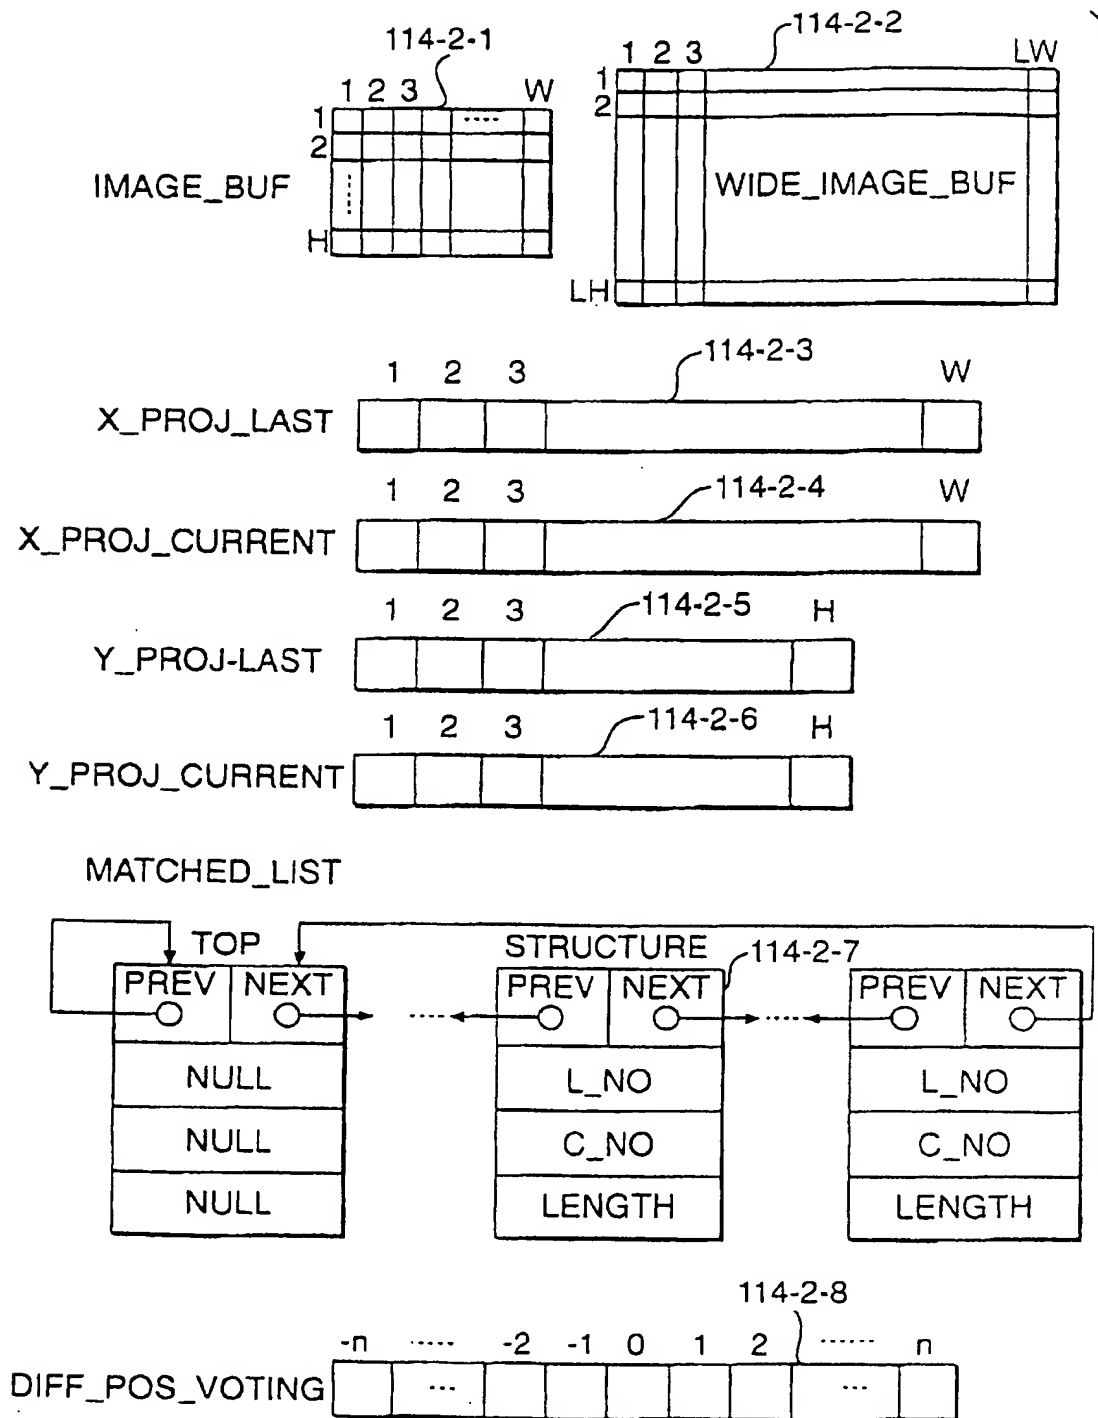 114-2-1
1 2 3 W
1 .....
2
IMAGE_BUF
H
114-2-2
1 2 3 LW
1
2
WIDE_IMAGE_BUF
LH
114-2-3
1 2 3 W
X_PROJ_LAST
1 2 3 114-2-4 W
X_PROJ_CURRENT
1 2 3 114-2-5 H
Y_PROJ-LAST
1 2 3 114-2-6 H
Y_PROJ_CURRENT
MATCHED_LIST
TOP STRUCTURE 114-2-7
PREV NEXT PREV NEXT PREV NEXT
..... .....
NULL L_NO L_NO
NULL C_NO C_NO
NULL LENGTH LENGTH
114-2-8
-n ..... -2 -1 0 1 2 ...... n
DIFF_POS_VOTING ... ...